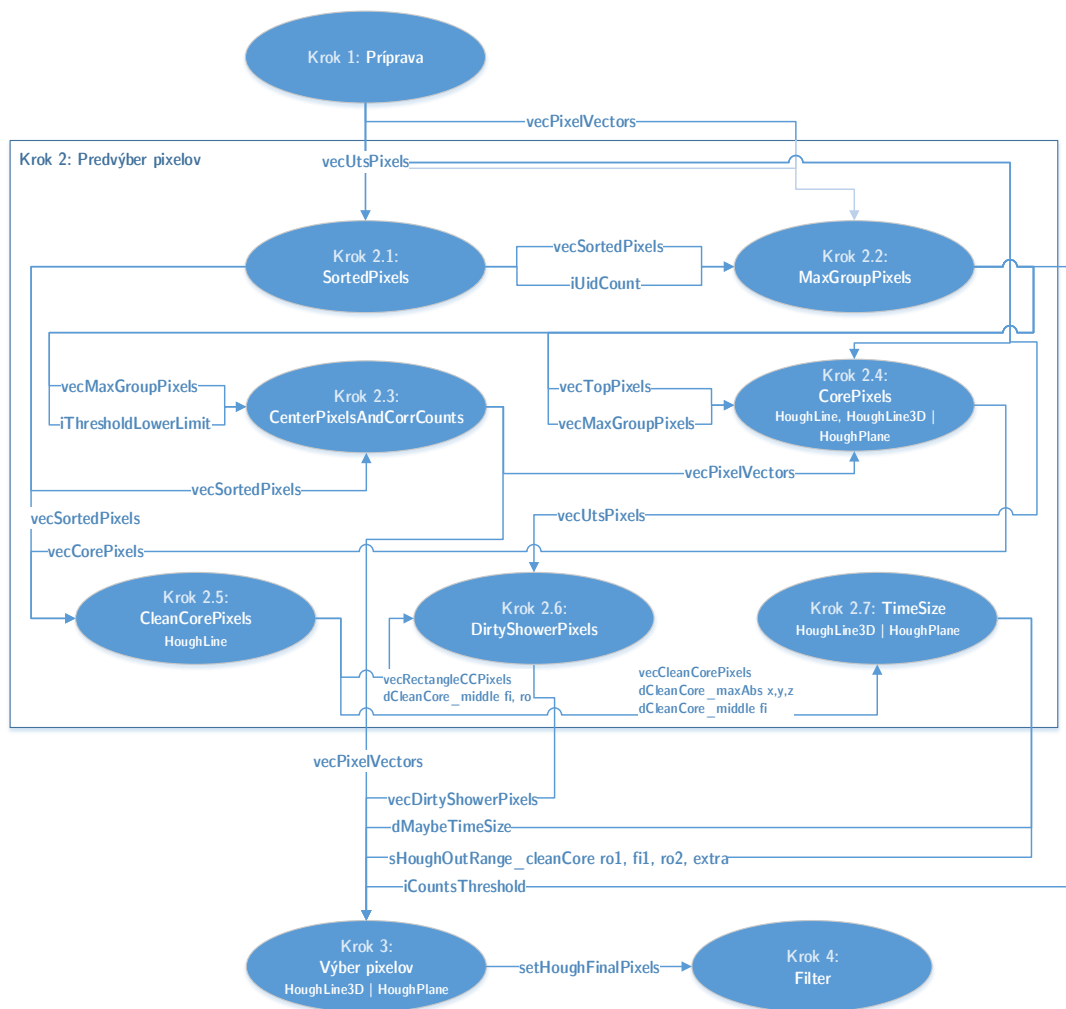 Krok 1: Príprava
vecPixelVectors
Krok 2: Predvýber pixelov
vecUtsPixels
Krok 2.1:
SortedPixels
vecSortedPixels
iUidCount
Krok 2.2:
MaxGroupPixels
vecMaxGroupPixels
iThresholdLowerLimit
Krok 2.3:
CenterPixelsAndCorrCounts
vecTopPixels
vecMaxGroupPixels
Krok 2.4:
CorePixels
HoughLine, HoughLine3D |
HoughPlane
vecPixelVectors
vecSortedPixels
vecSortedPixels
vecUtsPixels
vecCorePixels
Krok 2.5:
CleanCorePixels
HoughLine
Krok 2.6:
DirtyShowerPixels
Krok 2.7: TimeSize
HoughLine3D | HoughPlane
vecRectangleCCPixels
dCleanCore_middle fi, ro
vecCleanCorePixels
dCleanCore_maxAbs x,y,z
dCleanCore_middle fi
vecPixelVectors
vecDirtyShowerPixels
dMaybeTimeSize
sHoughOutRange_cleanCore ro1, fi1, ro2, extra
iCountsThreshold
Krok 3:
Výber pixelov
HoughLine3D | HoughPlane
setHoughFinalPixels
Krok 4:
Filter